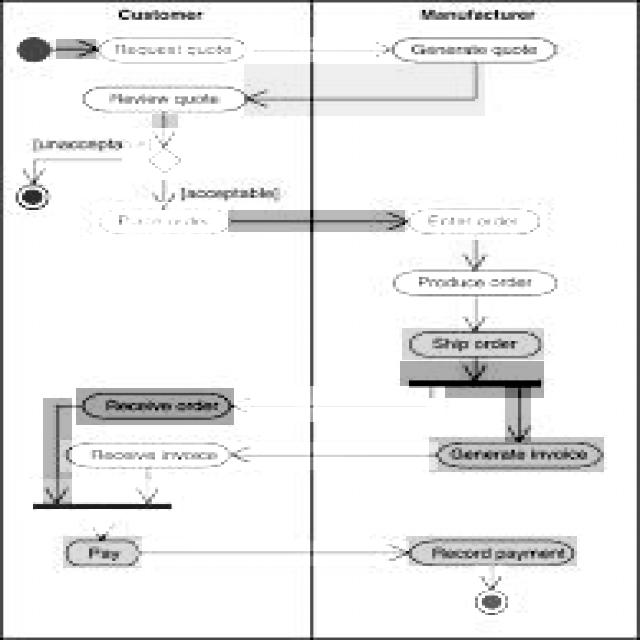 Customer
Manufacturer
Request quote
Generate quote
Review quote
[unaccepta
[acceptable]
Place order
Enter order
Produce order
Ship order
Receive order
Receive invoice
Generate invoice
Pay
Record payment